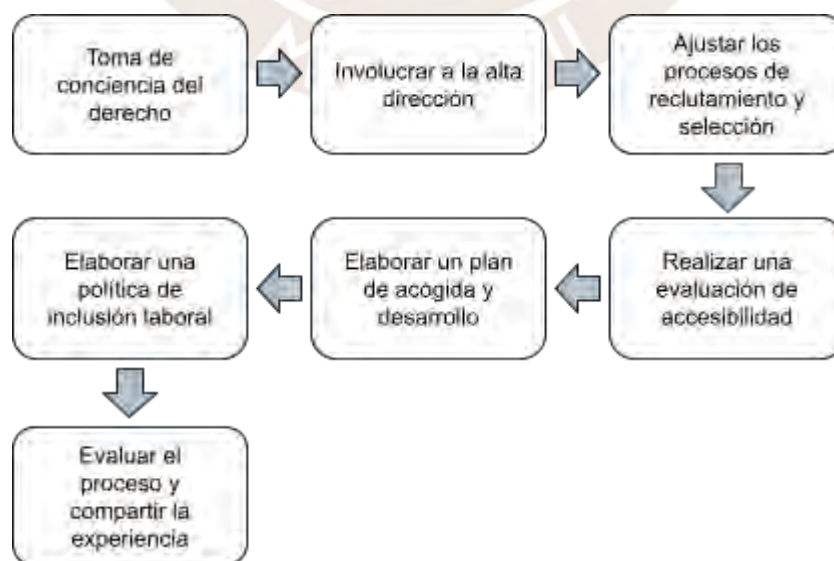 Toma de
conciencia del
derecho
Involucrar a la alta
dirección
Ajustar los
procesos de
reclutamiento y
selección
Realizar una
evaluación de
accesibilidad
Elaborar un plan
de acogida y
desarrollo
Elaborar una
política de
inclusión laboral
Evaluar el
proceso y
compartir la
experiencia